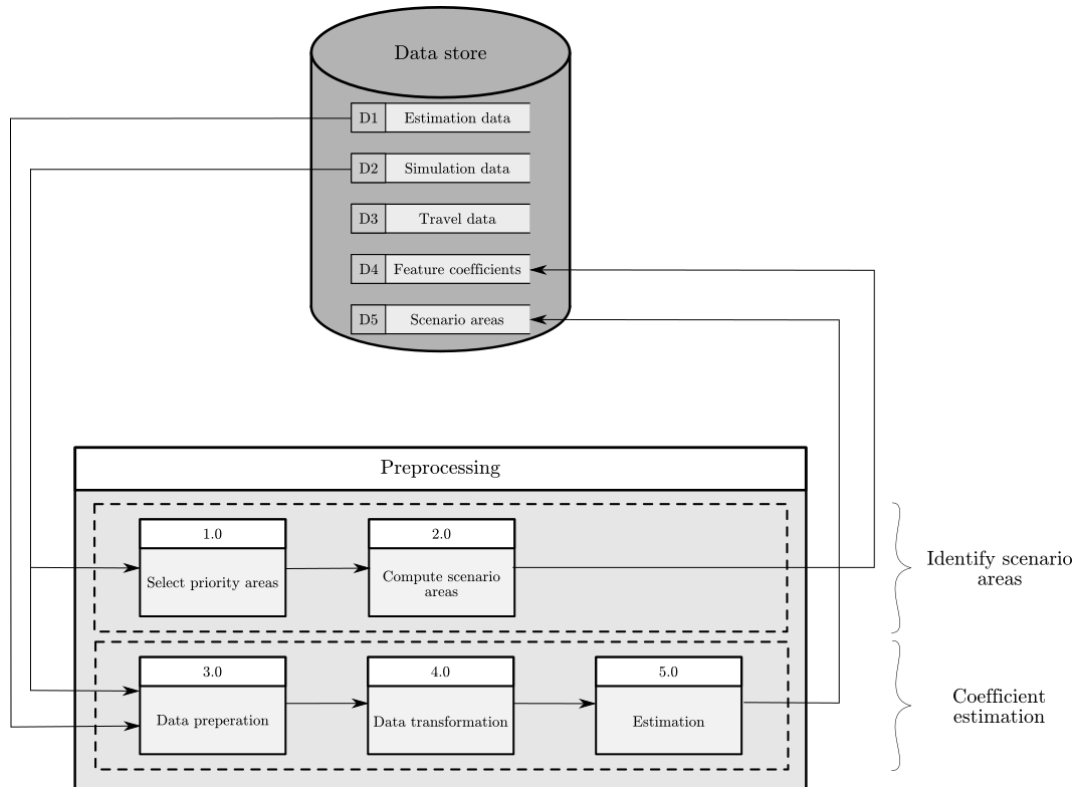 Data store
D1 Estimation data
D2 Simulation data
D3 Travel data
D4 Feature coefficients
D5 Scenario areas
Preprocessing
1.0
Select priority areas
2.0
Compute scenario
areas
Identify scenario
areas
3.0
Data preperation
4.0
Data transformation
5.0
Estimation
Coefficient
estimation